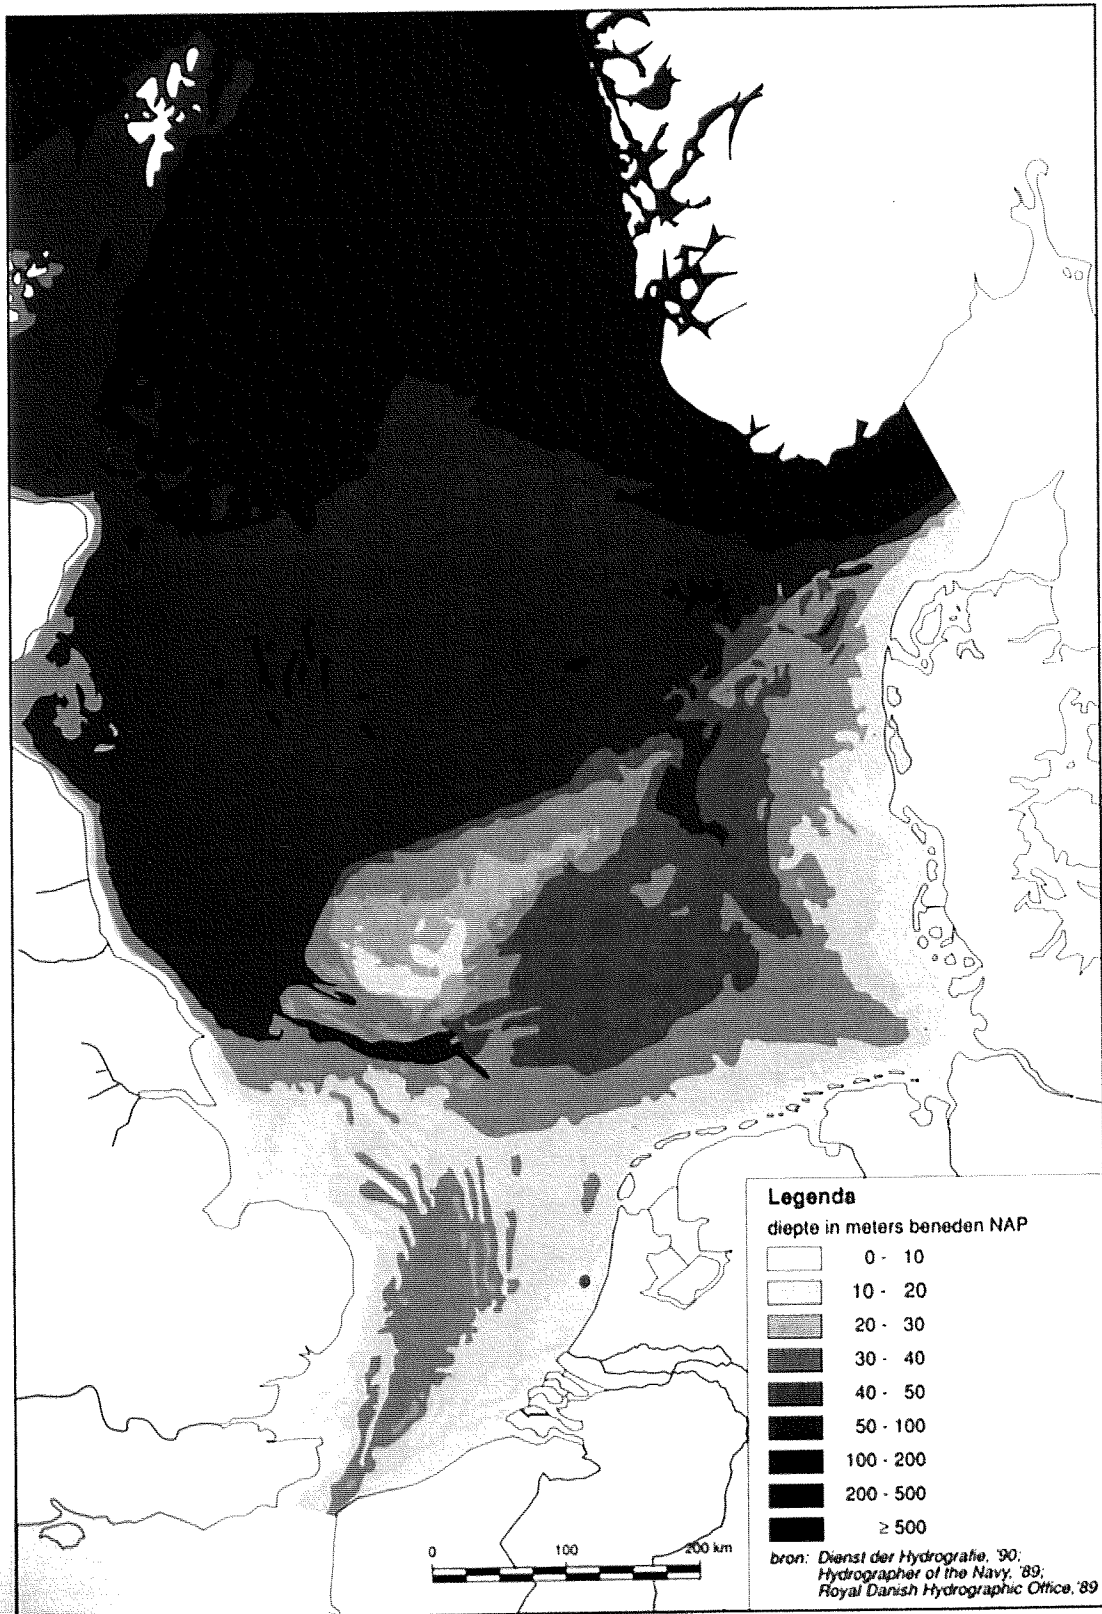 Legenda
diepte in meters beneden NAP
0 - 10
10 - 20
20 - 30
30 - 40
40 - 50
50 - 100
100 - 200
200 - 500
≥ 500
bron: Dienst der Hydrografie, '90;
Hydrographer of the Navy, '89;
Royal Danish Hydrographic Office, '89
0 100 200 km